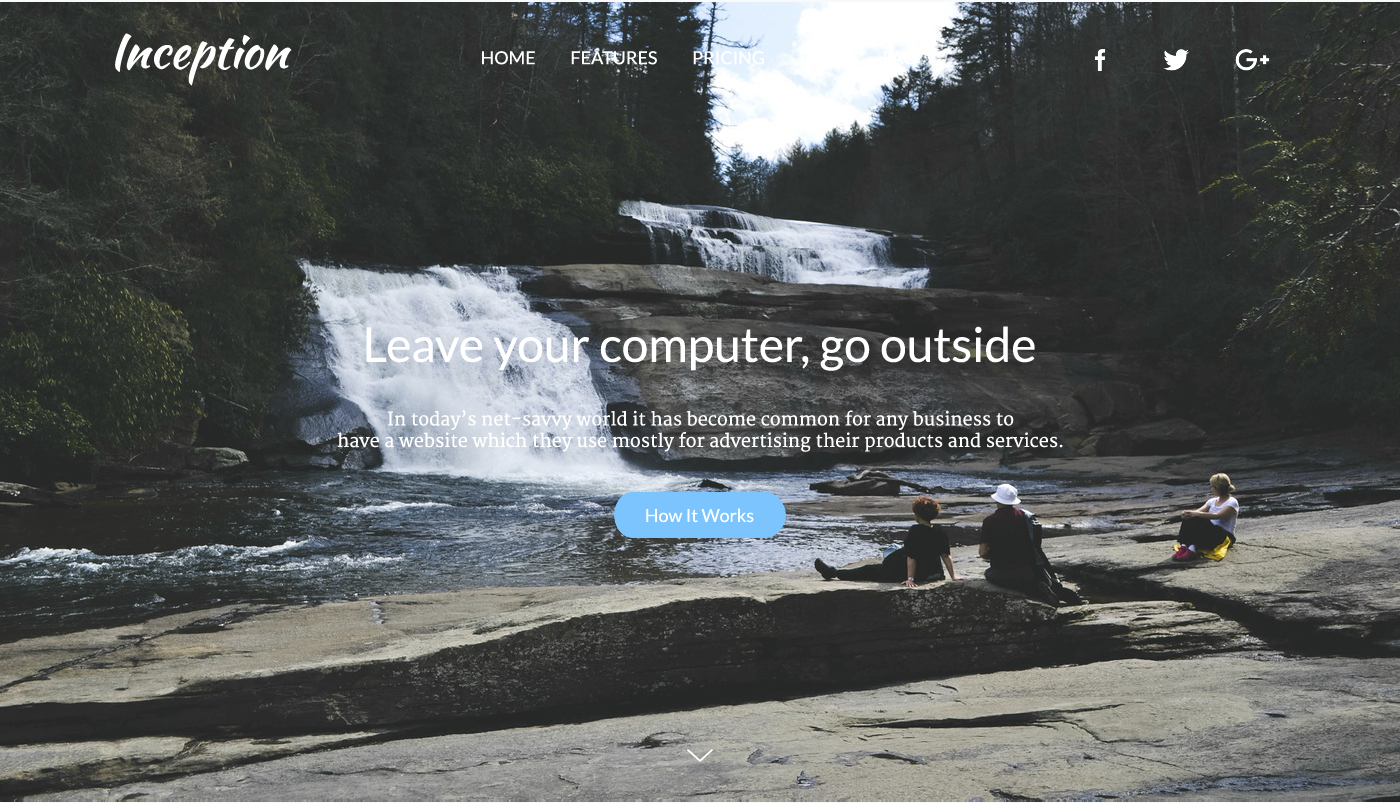 Inception
HOME FEATURES PRICING
Leave your computer, go outside
In today’s net-savvy world it has become common for any business to
have a website which they use mostly for advertising their products and services.
How It Works